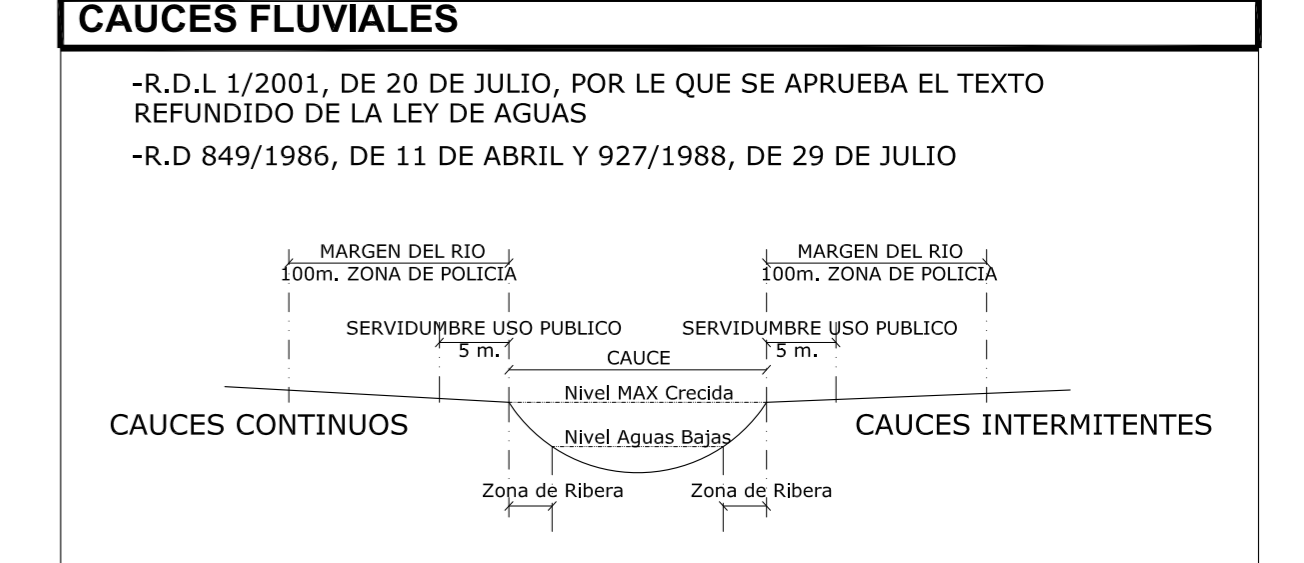 CAUCES FLUVIALES
-R.D.L 1/2001, DE 20 DE JULIO, POR LE QUE SE APRUEBA EL TEXTO
REFUNDIDO DE LA LEY DE AGUAS
-R.D 849/1986, DE 11 DE ABRIL Y 927/1988, DE 29 DE JULIO
MARGEN DEL RIO
MARGEN DEL RIO
100m. ZONA DE POLICIA
100m. ZONA DE POLICIA
SERVIDUMBRE USO PUBLICO
SERVIDUMBRE USO PUBLICO
5 m.
5 m.
CAUCE
Nivel MAX Crecida
CAUCES CONTINUOS
CAUCES INTERMITENTES
Nivel Aguas Bajas
Zona de Ribera
Zona de Ribera